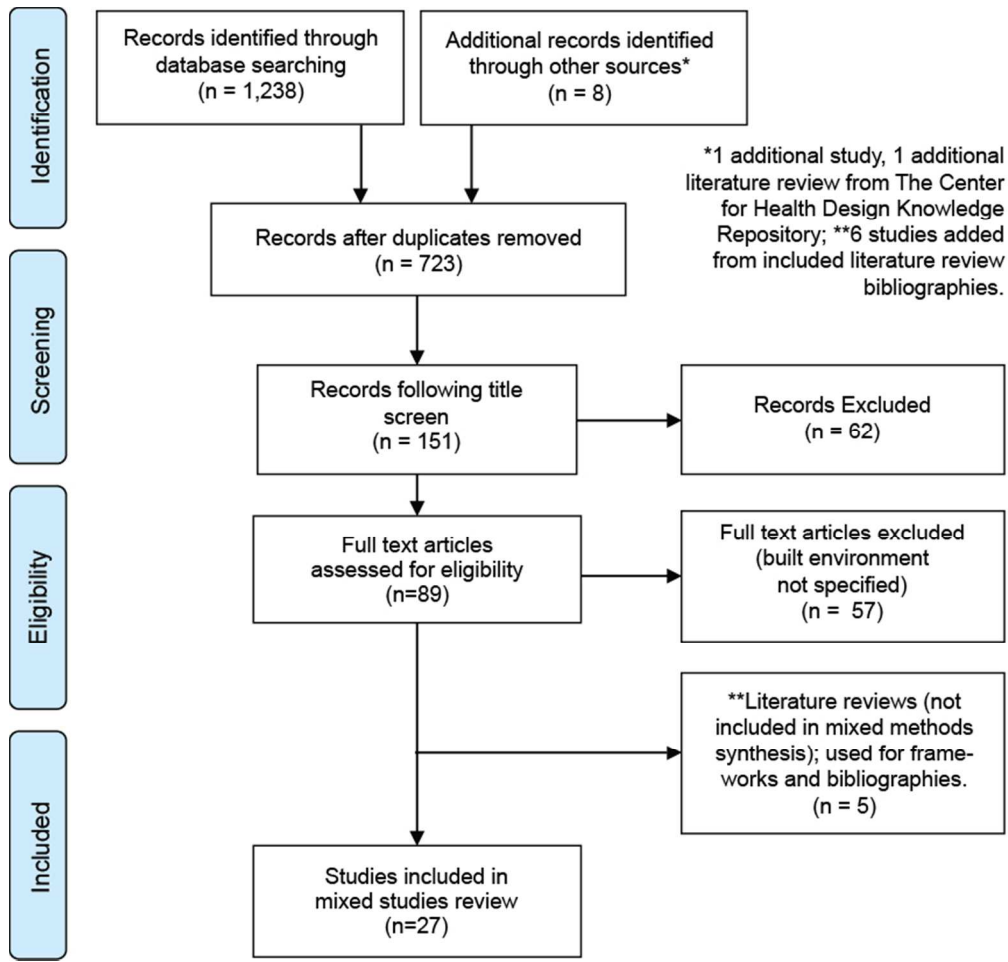 Identification
Records identified through
database searching
(n = 1,238)
Additional records identified
through other sources*
(n = 8)
*1 additional study, 1 additional
literature review from The Center
for Health Design Knowledge
Repository; **6 studies added
from included literature review
bibliographies.
Records after duplicates removed
(n = 723)
Screening
Records following title
screen
(n = 151)
Records Excluded
(n = 62)
Eligibility
Full text articles
assessed for eligibility
(n=89)
Full text articles excluded
(built environment
not specified)
(n = 57)
Included
**Literature reviews (not
included in mixed methods
synthesis); used for frame-
works and bibliographies.
(n = 5)
Studies included in
mixed studies review
(n=27)